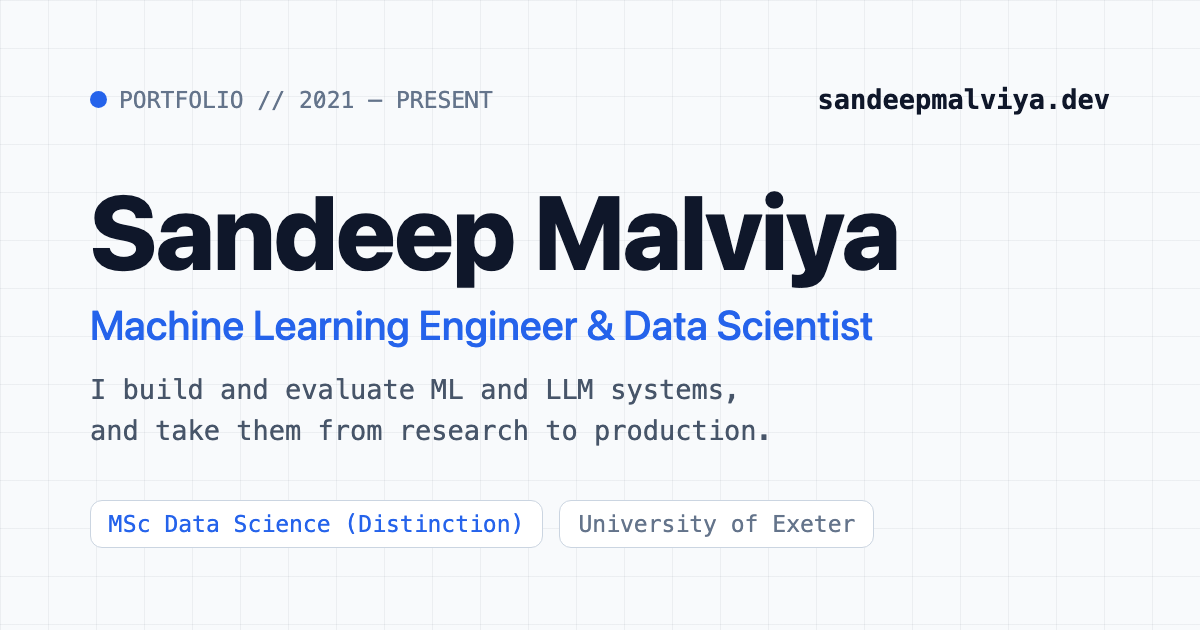 PORTFOLIO // 2021 — PRESENT
sandeepmalviya.dev
Sandeep Malviya
Machine Learning Engineer & Data Scientist
I build and evaluate ML and LLM systems,
and take them from research to production.
MSc Data Science (Distinction)
University of Exeter